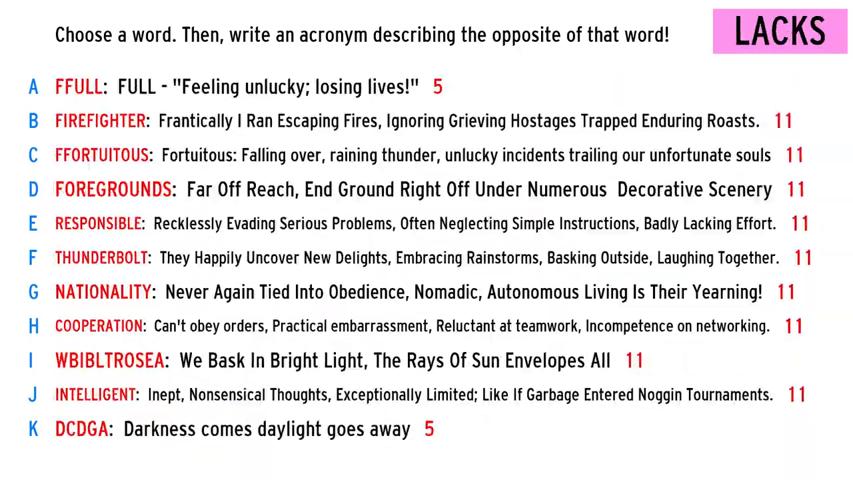 Choose a word. Then, write an acronym describing the opposite of that word!
LACKS
A FFULL: FULL - "Feeling unlucky; losing lives!" 5
B FIREFIGHTER: Frantically I Ran Escaping Fires, Ignoring Grieving Hostages Trapped Enduring Roasts. 11
C FFORTUITOUS: Fortuitous: Falling over, raining thunder, unlucky incidents trailing our unfortunate souls 11
D FOREGROUNDS: Far Off Reach, End Ground Right Off Under Numerous Decorative Scenery 11
E RESPONSIBLE: Recklessly Evading Serious Problems, Often Neglecting Simple Instructions, Badly Lacking Effort. 11
F THUNDERBOLT: They Happily Uncover New Delights, Embracing Rainstorms, Basking Outside, Laughing Together. 11
G NATIONALITY: Never Again Tied Into Obedience, Nomadic, Autonomous Living Is Their Yearning! 11
H COOPERATION: Can't obey orders, Practical embarrassment, Reluctant at teamwork, Incompetence on networking. 11
I WBIBLTROSEA: We Bask In Bright Light, The Rays Of Sun Envelopes All 11
J INTELLIGENT: Inept, Nonsensical Thoughts, Exceptionally Limited; Like If Garbage Entered Noggin Tournaments. 11
K DCDGA: Darkness comes daylight goes away 5